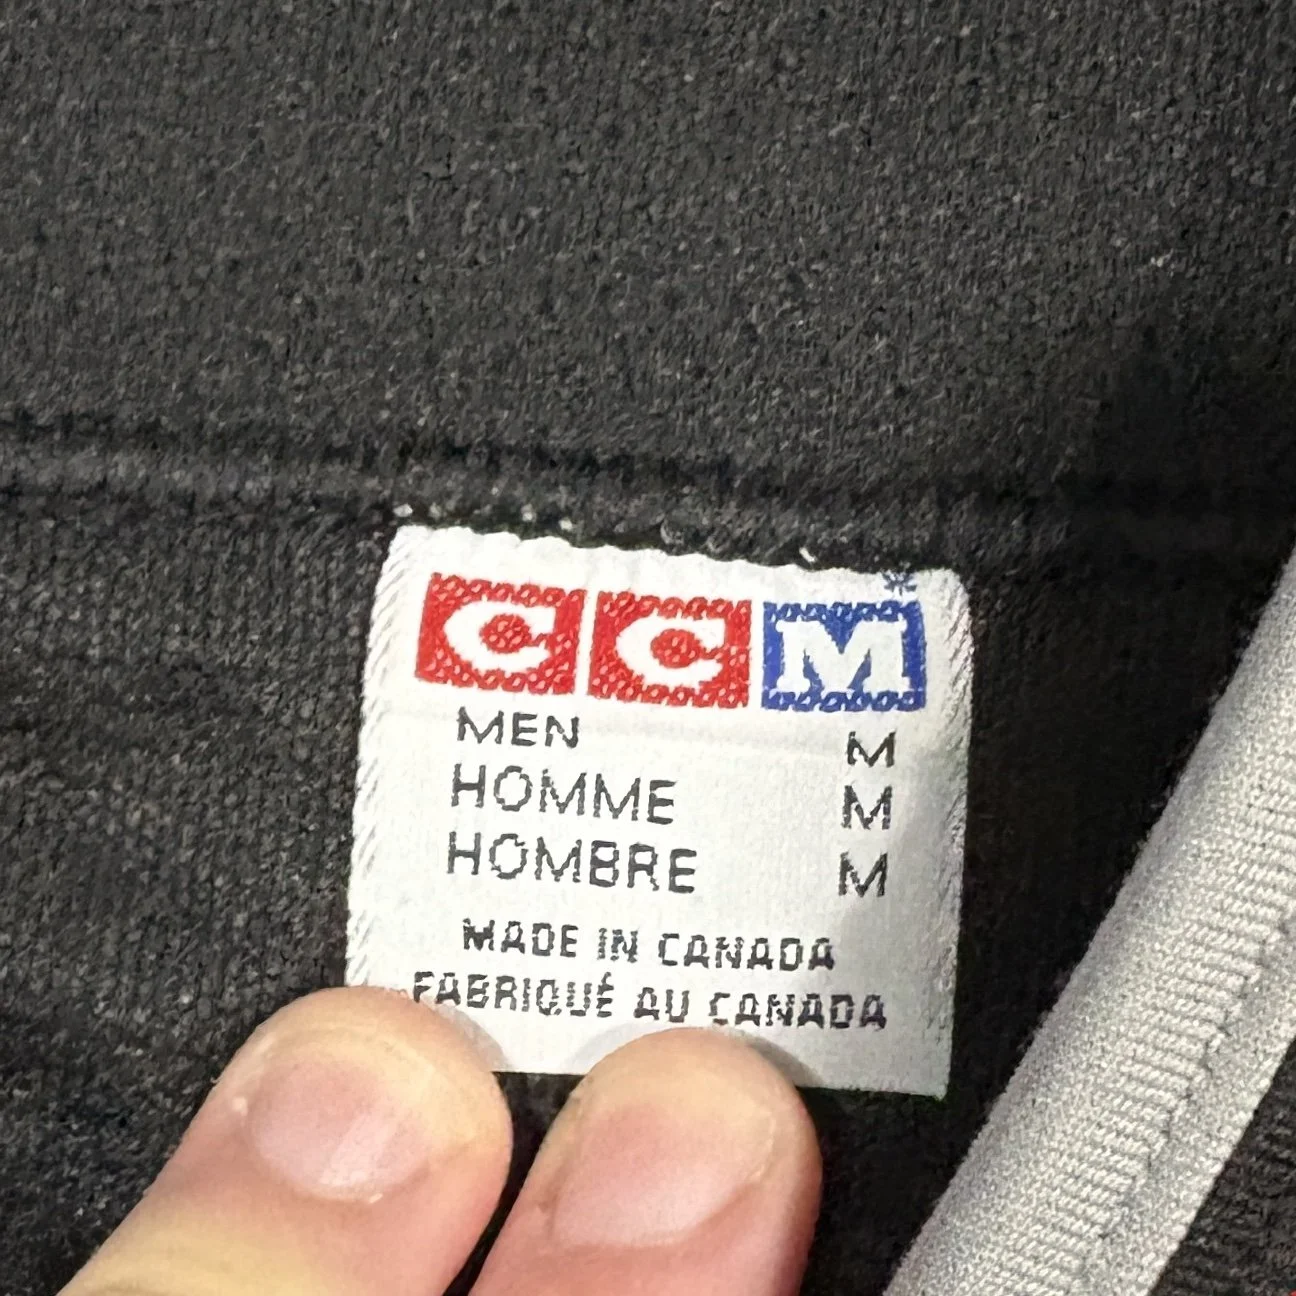 CCM*
MEN M
HOMME M
HOMBRE M
MADE IN CANADA
FABRIQUÉ AU CANADA